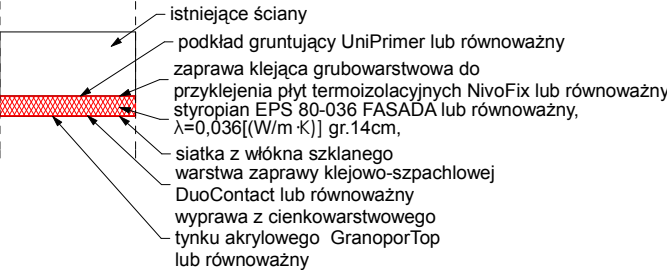 istniejące ściany
podkład gruntujący UniPrimer lub równoważny
zaprawa klejąca grubowarstwowa do
przyklejenia płyt termoizolacyjnych NivoFix lub równoważny
styropian EPS 80-036 FASADA lub równoważny,
λ=0,036[(W/m·K)] gr.14cm,
siatka z włókna szklanego
warstwa zaprawy klejowo-szpachlowej
DuoContact lub równoważny
wyprawa z cienkowarstwowego
tynku akrylowego GranoporTop
lub równoważny